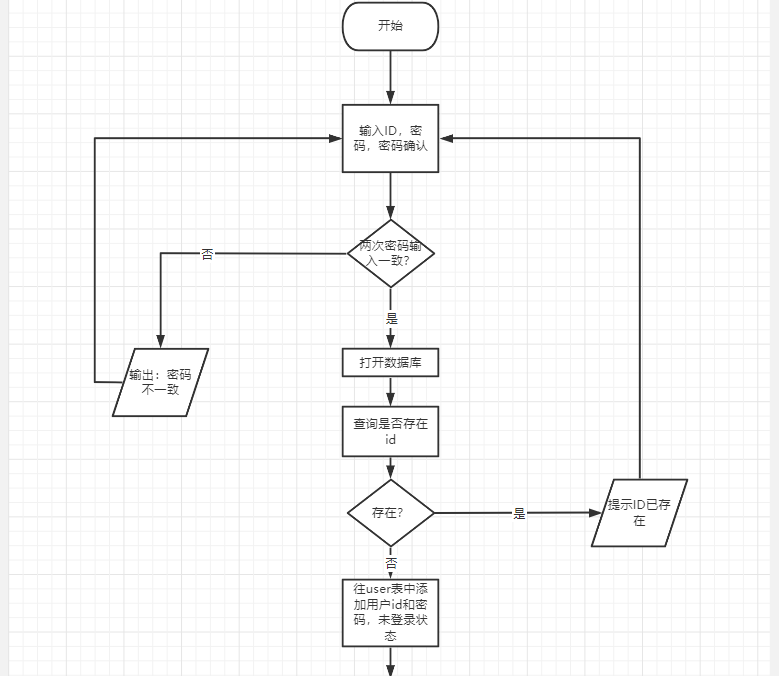 开始
输入ID，密
码，密码确认
两次密码输
入一致？
否
是
打开数据库
输出：密码
不一致
查询是否存在
id
存在？
是
提示ID已存
在
否
往user表中添
加用户id和密
码，未登录状
态